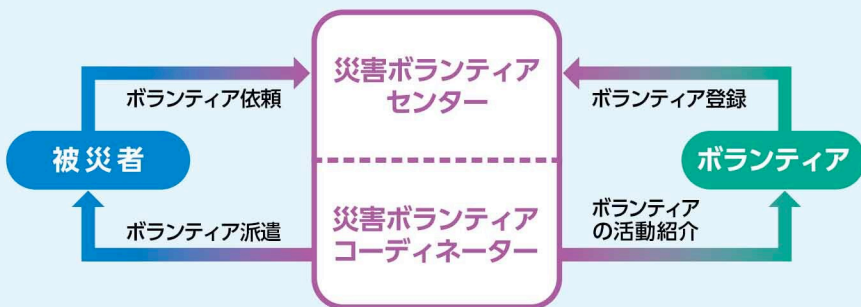 災害ボランティア
センター
ボランティア依頼
ボランティア登録
被災者
ボランティア
災害ボランティア
コーディネーター
ボランティア派遣
ボランティア
の活動紹介